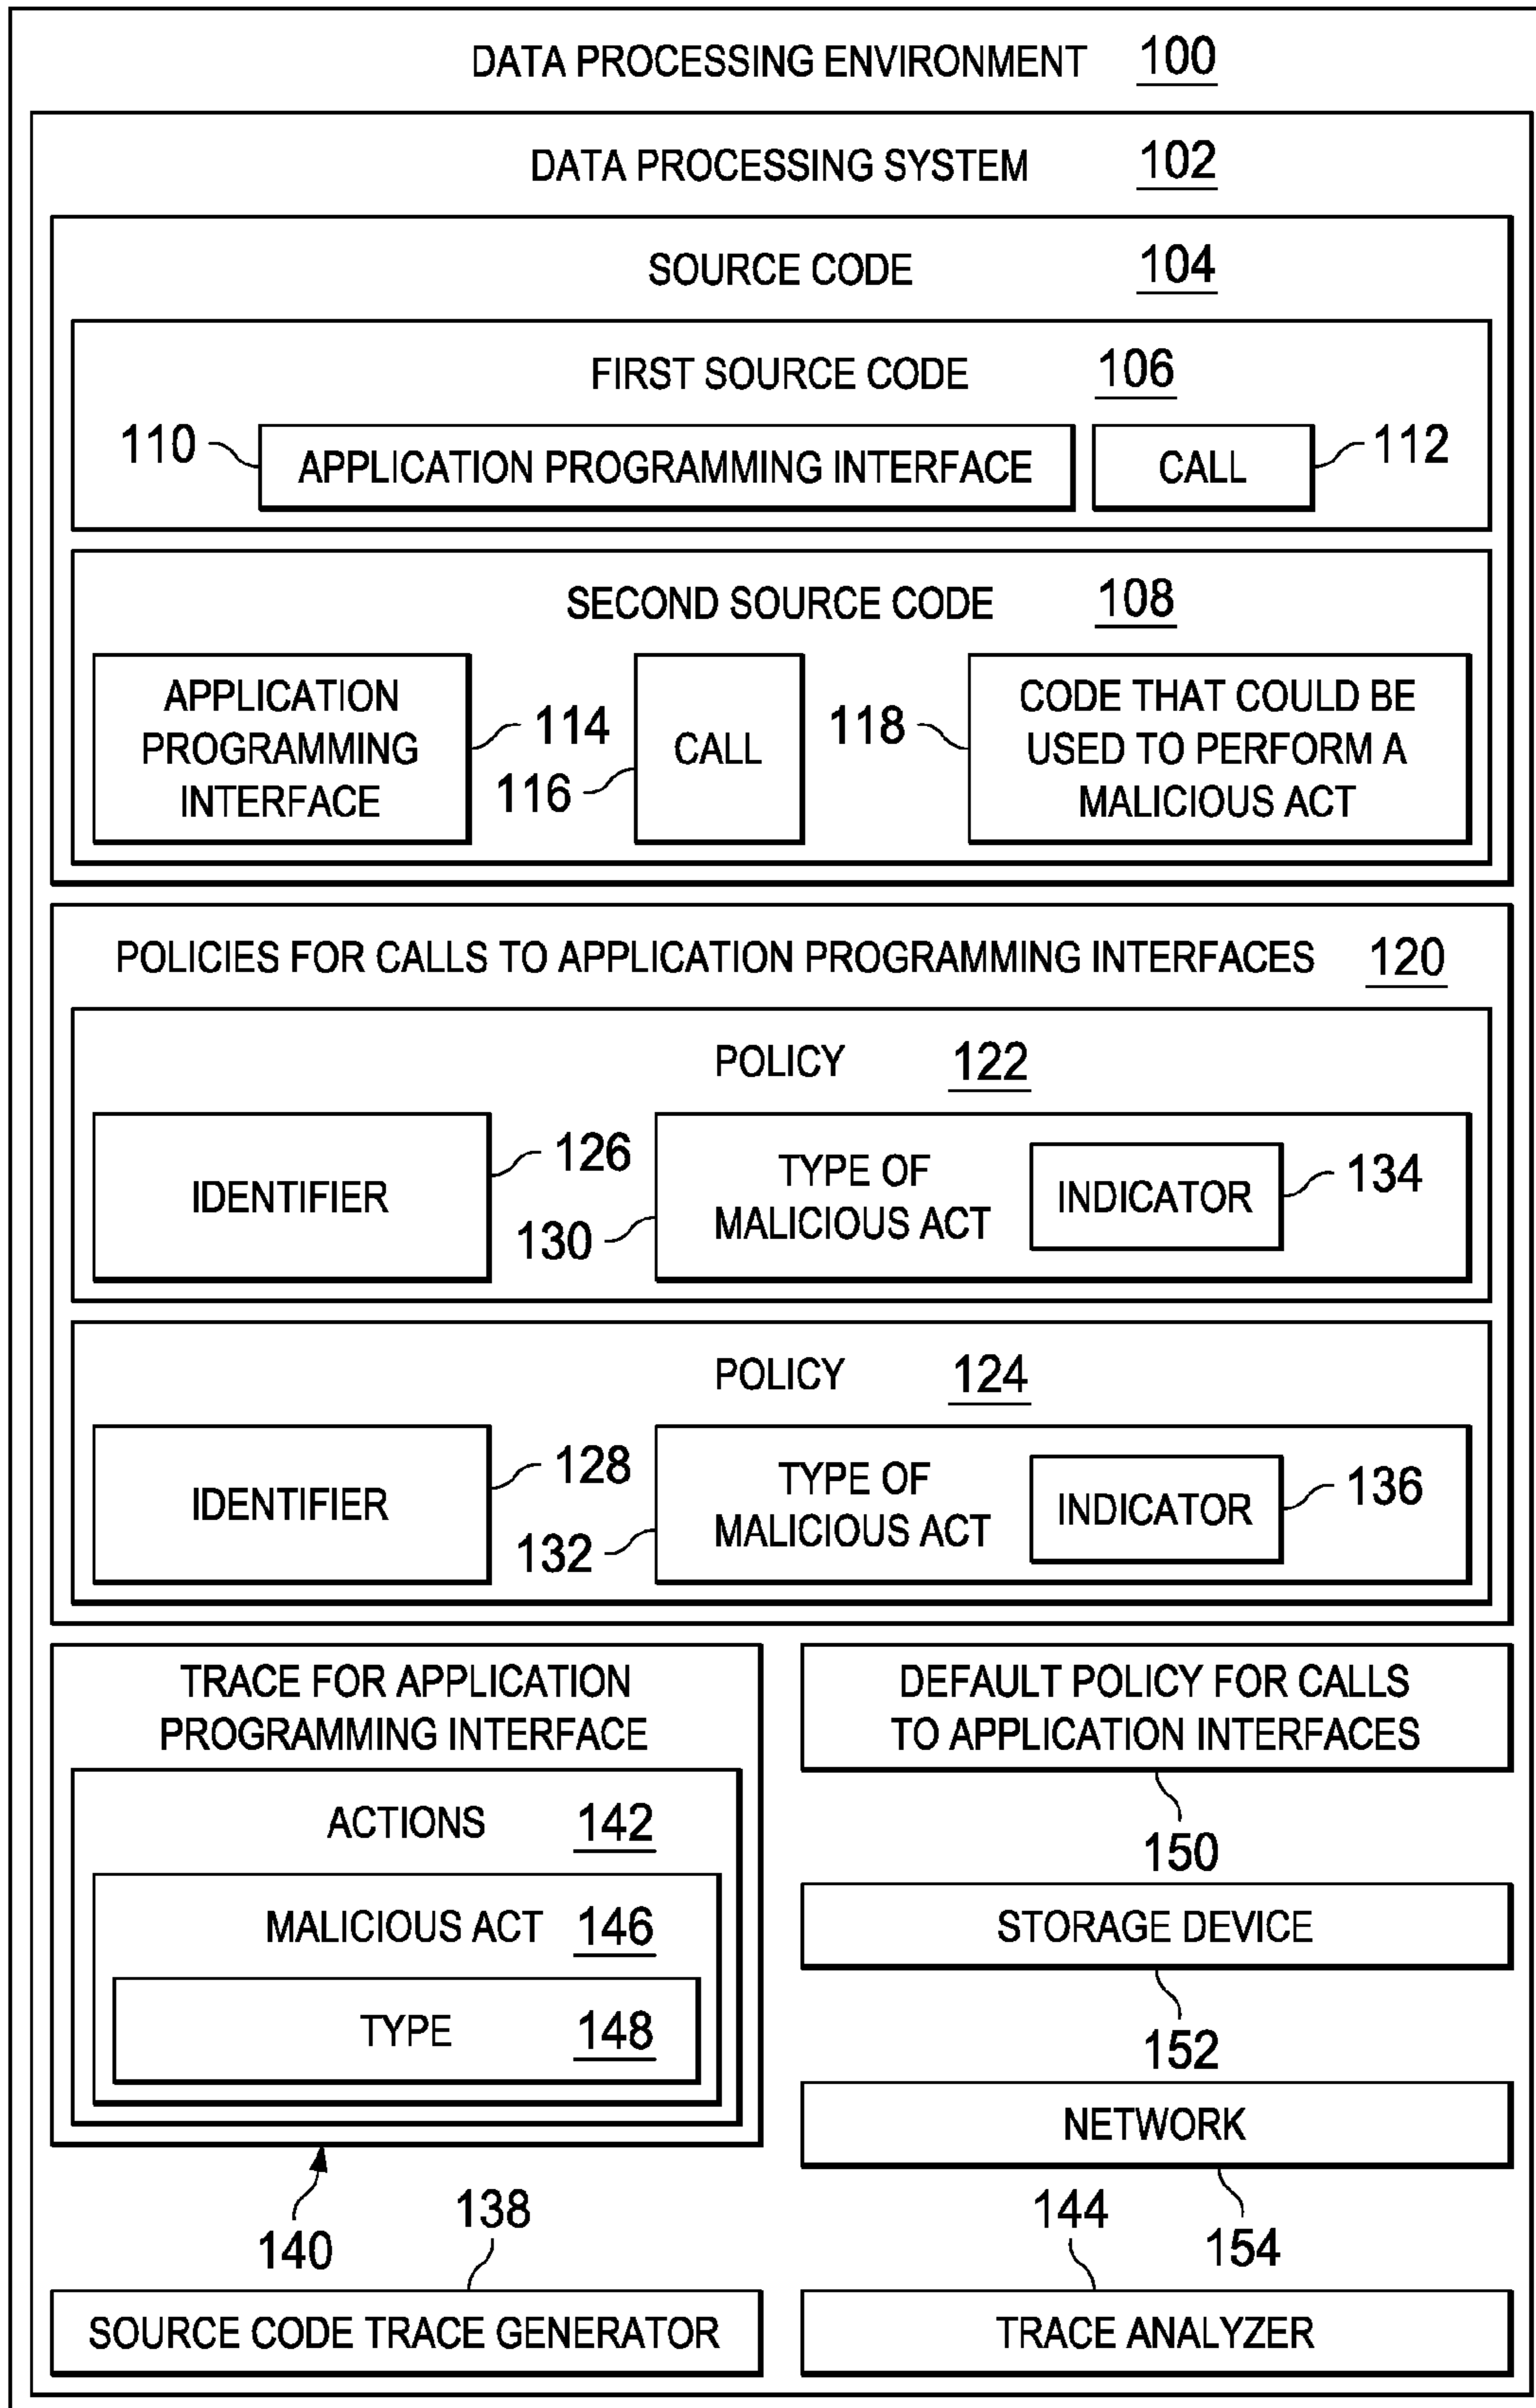 DATA PROCESSING ENVIRONMENT 100
DATA PROCESSING SYSTEM 102
SOURCE CODE 104
FIRST SOURCE CODE 106
110 APPLICATION PROGRAMMING INTERFACE CALL 112
SECOND SOURCE CODE 108
APPLICATION
PROGRAMMING
INTERFACE
114
116
CALL
118
CODE THAT COULD BE
USED TO PERFORM A
MALICIOUS ACT
POLICIES FOR CALLS TO APPLICATION PROGRAMMING INTERFACES 120
POLICY 122
IDENTIFIER
126
130
TYPE OF
MALICIOUS ACT
INDICATOR
134
POLICY 124
IDENTIFIER
128
132
TYPE OF
MALICIOUS ACT
INDICATOR
136
TRACE FOR APPLICATION
PROGRAMMING INTERFACE
ACTIONS 142
MALICIOUS ACT 146
TYPE 148
140
138
SOURCE CODE TRACE GENERATOR
DEFAULT POLICY FOR CALLS
TO APPLICATION INTERFACES
150
STORAGE DEVICE
152
NETWORK
144
154
TRACE ANALYZER